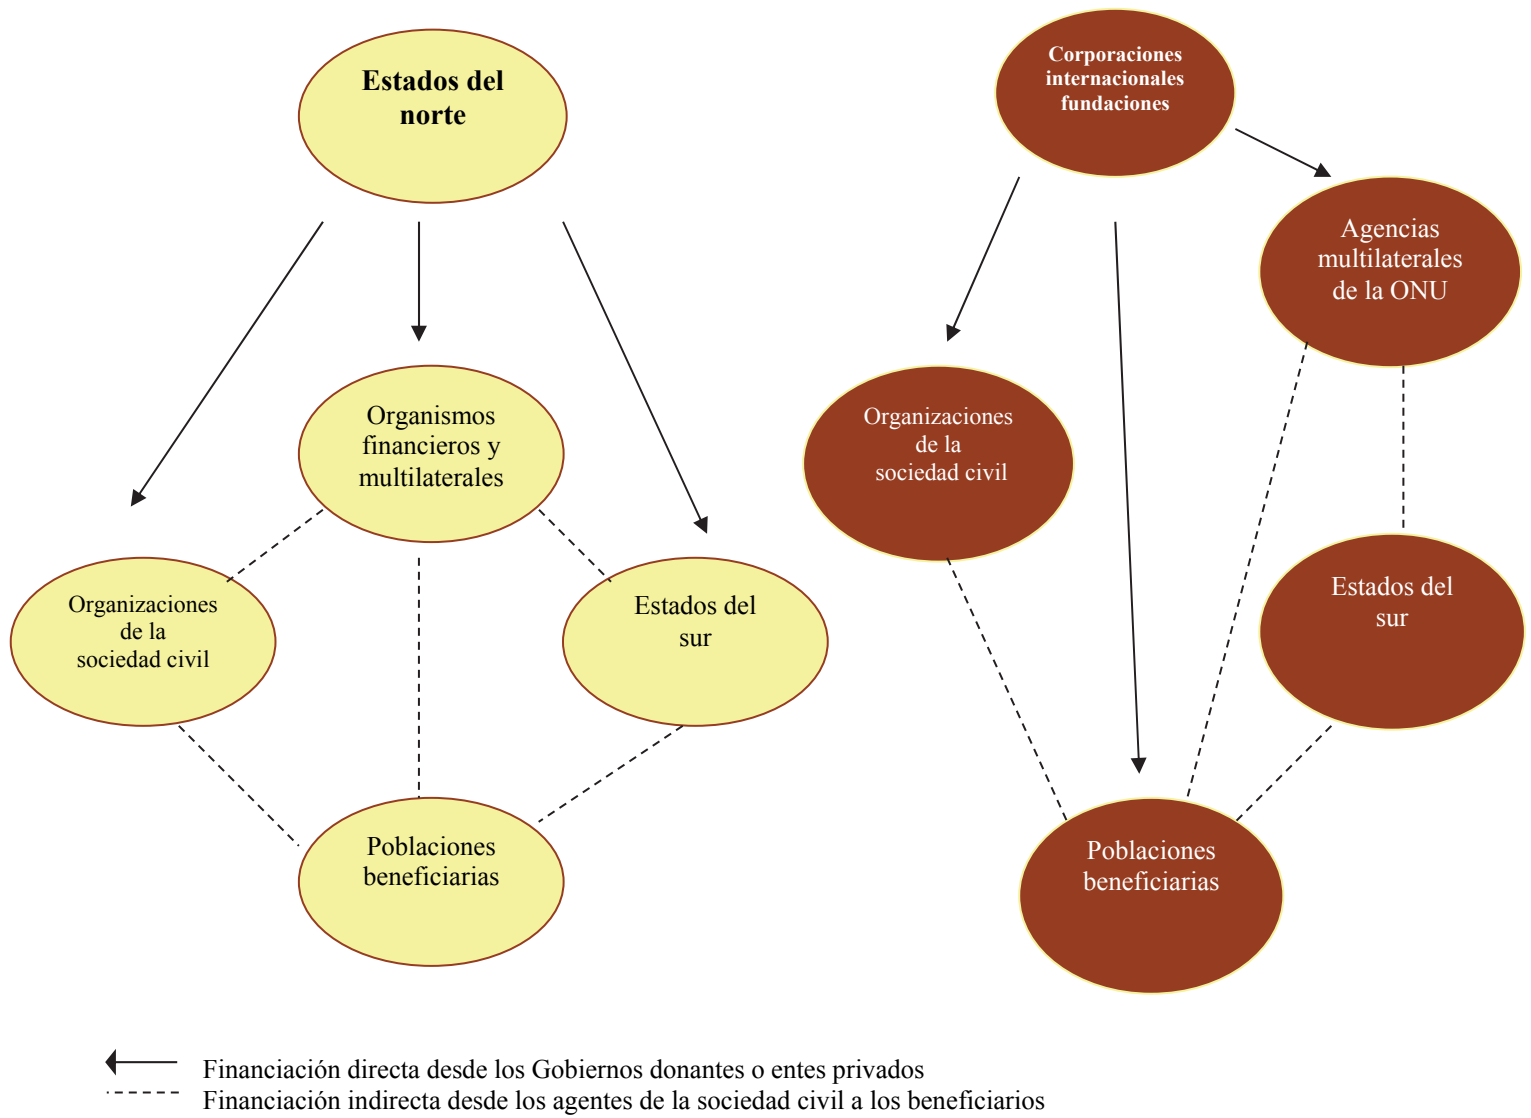 Estados del
norte
Organismos
financieros y
multilaterales
Organizaciones
de la
sociedad civil
Estados del
sur
Poblaciones
beneficiarias
Corporaciones
internacionales
fundaciones
Agencias
multilaterales
de la ONU
Organizaciones
de la
sociedad civil
Estados del
sur
Poblaciones
beneficiarias
Financiación directa desde los Gobiernos donantes o entes privados
Financiación indirecta desde los agentes de la sociedad civil a los beneficiarios